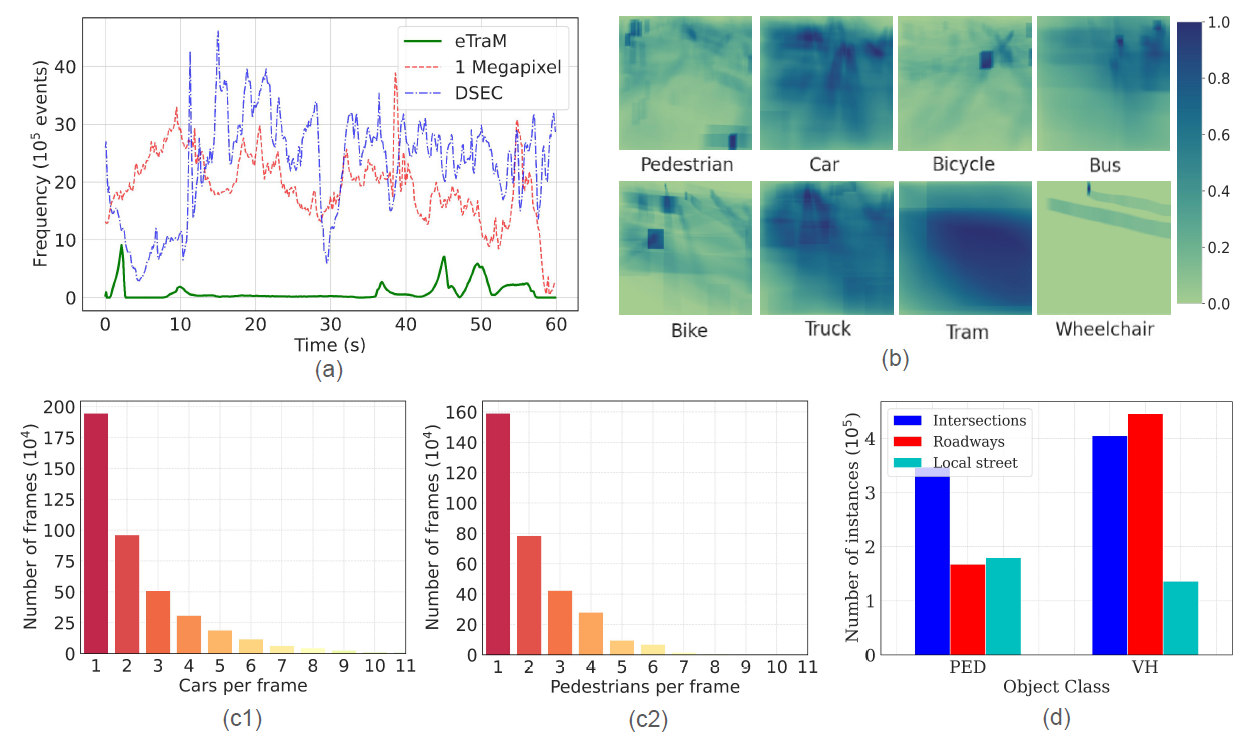 Frequency (10⁵ events)
40
30
20
10
0
eTraM
1 Megapixel
DSEC
0 10 20 30 40 50 60
Time (s)
(a)
Pedestrian Car Bicycle Bus
Bike Truck Tram Wheelchair
1.0
0.8
0.6
0.4
0.2
0.0
(b)
Number of frames (10⁴)
200
175
150
125
100
75
50
25
0
1 2 3 4 5 6 7 8 9 10 11
Cars per frame
(c1)
Number of frames (10⁴)
160
140
120
100
80
60
40
20
0
1 2 3 4 5 6 7 8 9 10 11
Pedestrians per frame
(c2)
Number of instances (10⁵)
4
3
2
1
0
Intersections
Roadways
Local street
PED VH
Object Class
(d)